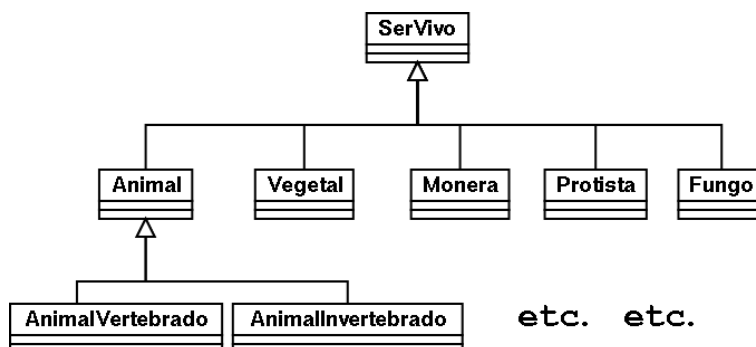 SerVivo
Animal Vegetal Monera Protista Fungo
AnimalVertebrado AnimalInvertebrado etc. etc.